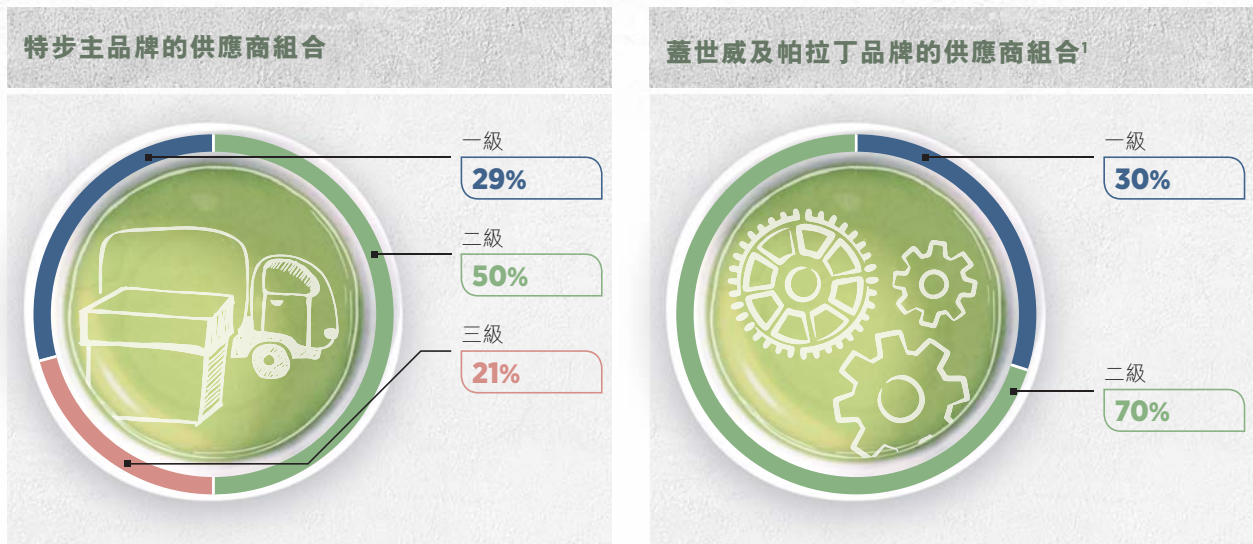 特步主品牌的供應商組合
一級
29%
二級
50%
三級
21%
蓋世威及帕拉丁品牌的供應商組合1
一級
30%
二級
70%